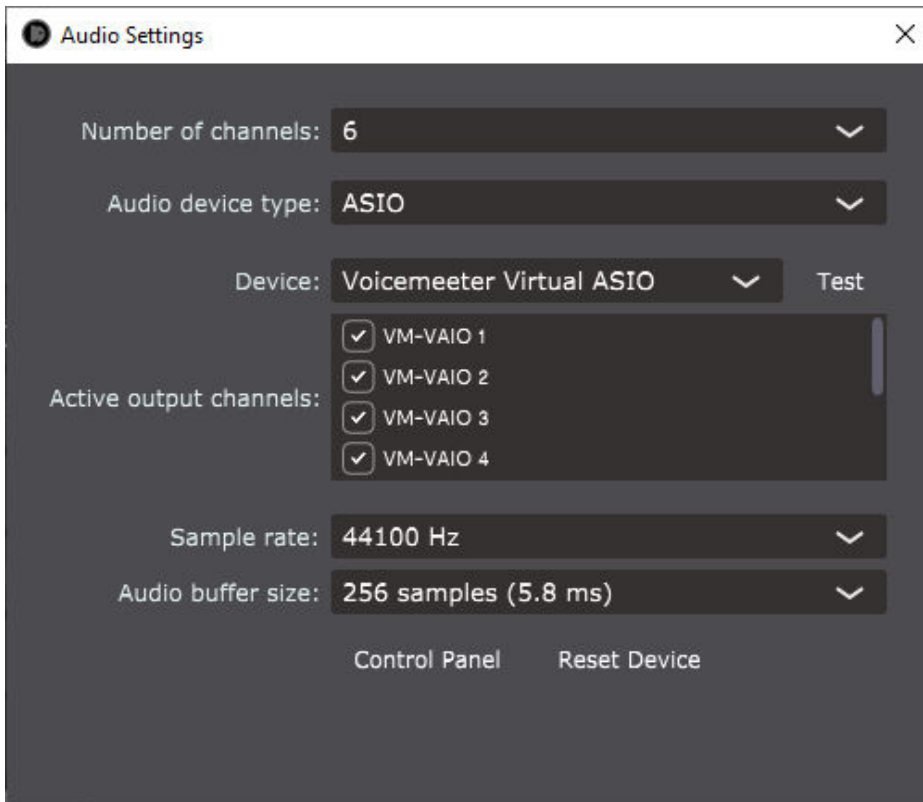 Audio Settings
Number of channels: 6
Audio device type: ASIO
Device: Voicemeeter Virtual ASIO Test
Active output channels:
VM-VAIO 1
VM-VAIO 2
VM-VAIO 3
VM-VAIO 4
Sample rate: 44100 Hz
Audio buffer size: 256 samples (5.8 ms)
Control Panel Reset Device